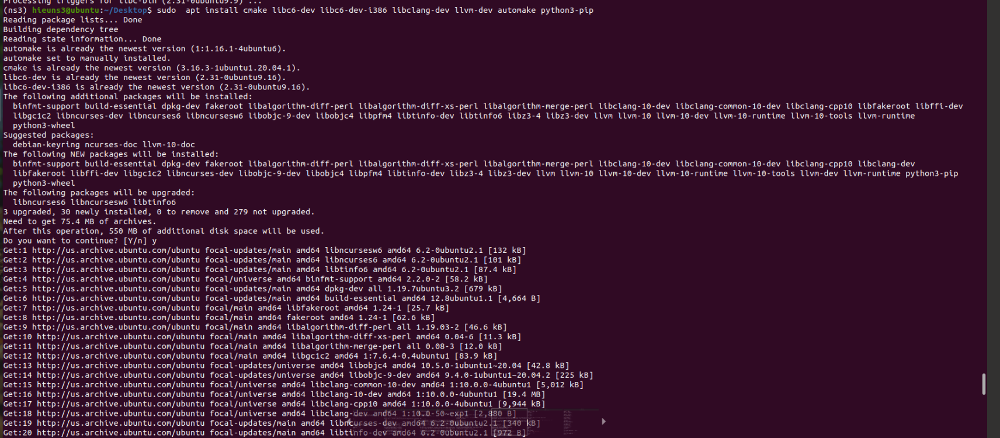 Processing triggers for libc-bin (2.31-0ubuntu9.9) ...
(ns3) hieuns3@ubuntu:~/Desktop$ sudo  apt install cmake libc6-dev libc6-dev-i386 libclang-dev llvm-dev automake python3-pip
Reading package lists... Done
Building dependency tree
Reading state information... Done
automake is already the newest version (1:1.16.1-4ubuntu6).
automake set to manually installed.
cmake is already the newest version (3.16.3-1ubuntu1.20.04.1).
libc6-dev is already the newest version (2.31-0ubuntu9.16).
libc6-dev-i386 is already the newest version (2.31-0ubuntu9.16).
The following additional packages will be installed:
  binfmt-support build-essential dpkg-dev fakeroot libalgorithm-diff-perl libalgorithm-diff-xs-perl libalgorithm-merge-perl libclang-10-dev libclang-common-10-dev libclang-cpp10 libfakeroot libffi-dev
  libgc1c2 libncurses-dev libncurses6 libncursesw6 libobjc-9-dev libobjc4 libpfm4 libtinfo-dev libtinfo6 libz3-4 libz3-dev llvm llvm-10 llvm-10-dev llvm-10-runtime llvm-10-tools llvm-runtime
  python3-wheel
Suggested packages:
  debian-keyring ncurses-doc llvm-10-doc
The following NEW packages will be installed:
  binfmt-support build-essential dpkg-dev fakeroot libalgorithm-diff-perl libalgorithm-diff-xs-perl libalgorithm-merge-perl libclang-10-dev libclang-common-10-dev libclang-cpp10 libclang-dev
  libfakeroot libffi-dev libgc1c2 libncurses-dev libobjc-9-dev libobjc4 libpfm4 libtinfo-dev libz3-4 libz3-dev llvm llvm-10 llvm-10-dev llvm-10-runtime llvm-10-tools llvm-dev llvm-runtime python3-pip
  python3-wheel
The following packages will be upgraded:
  libncurses6 libncursesw6 libtinfo6
3 upgraded, 30 newly installed, 0 to remove and 279 not upgraded.
Need to get 75.4 MB of archives.
After this operation, 550 MB of additional disk space will be used.
Do you want to continue? [Y/n] y
Get:1 http://us.archive.ubuntu.com/ubuntu focal-updates/main amd64 libncursesw6 amd64 6.2-0ubuntu2.1 [132 kB]
Get:2 http://us.archive.ubuntu.com/ubuntu focal-updates/main amd64 libncurses6 amd64 6.2-0ubuntu2.1 [101 kB]
Get:3 http://us.archive.ubuntu.com/ubuntu focal-updates/main amd64 libtinfo6 amd64 6.2-0ubuntu2.1 [87.4 kB]
Get:4 http://us.archive.ubuntu.com/ubuntu focal/universe amd64 binfmt-support amd64 2.2.0-2 [58.2 kB]
Get:5 http://us.archive.ubuntu.com/ubuntu focal-updates/main amd64 dpkg-dev all 1.19.7ubuntu3.2 [679 kB]
Get:6 http://us.archive.ubuntu.com/ubuntu focal-updates/main amd64 build-essential amd64 12.8ubuntu1.1 [4,664 B]
Get:7 http://us.archive.ubuntu.com/ubuntu focal/main amd64 libfakeroot amd64 1.24-1 [25.7 kB]
Get:8 http://us.archive.ubuntu.com/ubuntu focal/main amd64 fakeroot amd64 1.24-1 [62.6 kB]
Get:9 http://us.archive.ubuntu.com/ubuntu focal/main amd64 libalgorithm-diff-perl all 1.19.03-2 [46.6 kB]
Get:10 http://us.archive.ubuntu.com/ubuntu focal/main amd64 libalgorithm-diff-xs-perl amd64 0.04-6 [11.3 kB]
Get:11 http://us.archive.ubuntu.com/ubuntu focal/main amd64 libalgorithm-merge-perl all 0.08-3 [12.0 kB]
Get:12 http://us.archive.ubuntu.com/ubuntu focal/main amd64 libgc1c2 amd64 1:7.6.4-0.4ubuntu1 [83.9 kB]
Get:13 http://us.archive.ubuntu.com/ubuntu focal-updates/universe amd64 libobjc4 amd64 10.5.0-1ubuntu1~20.04 [42.8 kB]
Get:14 http://us.archive.ubuntu.com/ubuntu focal-updates/universe amd64 libobjc-9-dev amd64 9.4.0-1ubuntu1~20.04.2 [225 kB]
Get:15 http://us.archive.ubuntu.com/ubuntu focal/universe amd64 libclang-common-10-dev amd64 1:10.0.0-4ubuntu1 [5,012 kB]
Get:16 http://us.archive.ubuntu.com/ubuntu focal/universe amd64 libclang-10-dev amd64 1:10.0.0-4ubuntu1 [19.4 MB]
Get:17 http://us.archive.ubuntu.com/ubuntu focal/universe amd64 libclang-cpp10 amd64 1:10.0.0-4ubuntu1 [9,944 kB]
Get:18 http://us.archive.ubuntu.com/ubuntu focal/universe amd64 libclang-dev amd64 1:10.0-50~exp1 [2,880 B]
Get:19 http://us.archive.ubuntu.com/ubuntu focal-updates/main amd64 libncurses-dev amd64 6.2-0ubuntu2.1 [340 kB]
Get:20 http://us.archive.ubuntu.com/ubuntu focal-updates/main amd64 libtinfo-dev amd64 6.2-0ubuntu2.1 [972 B]